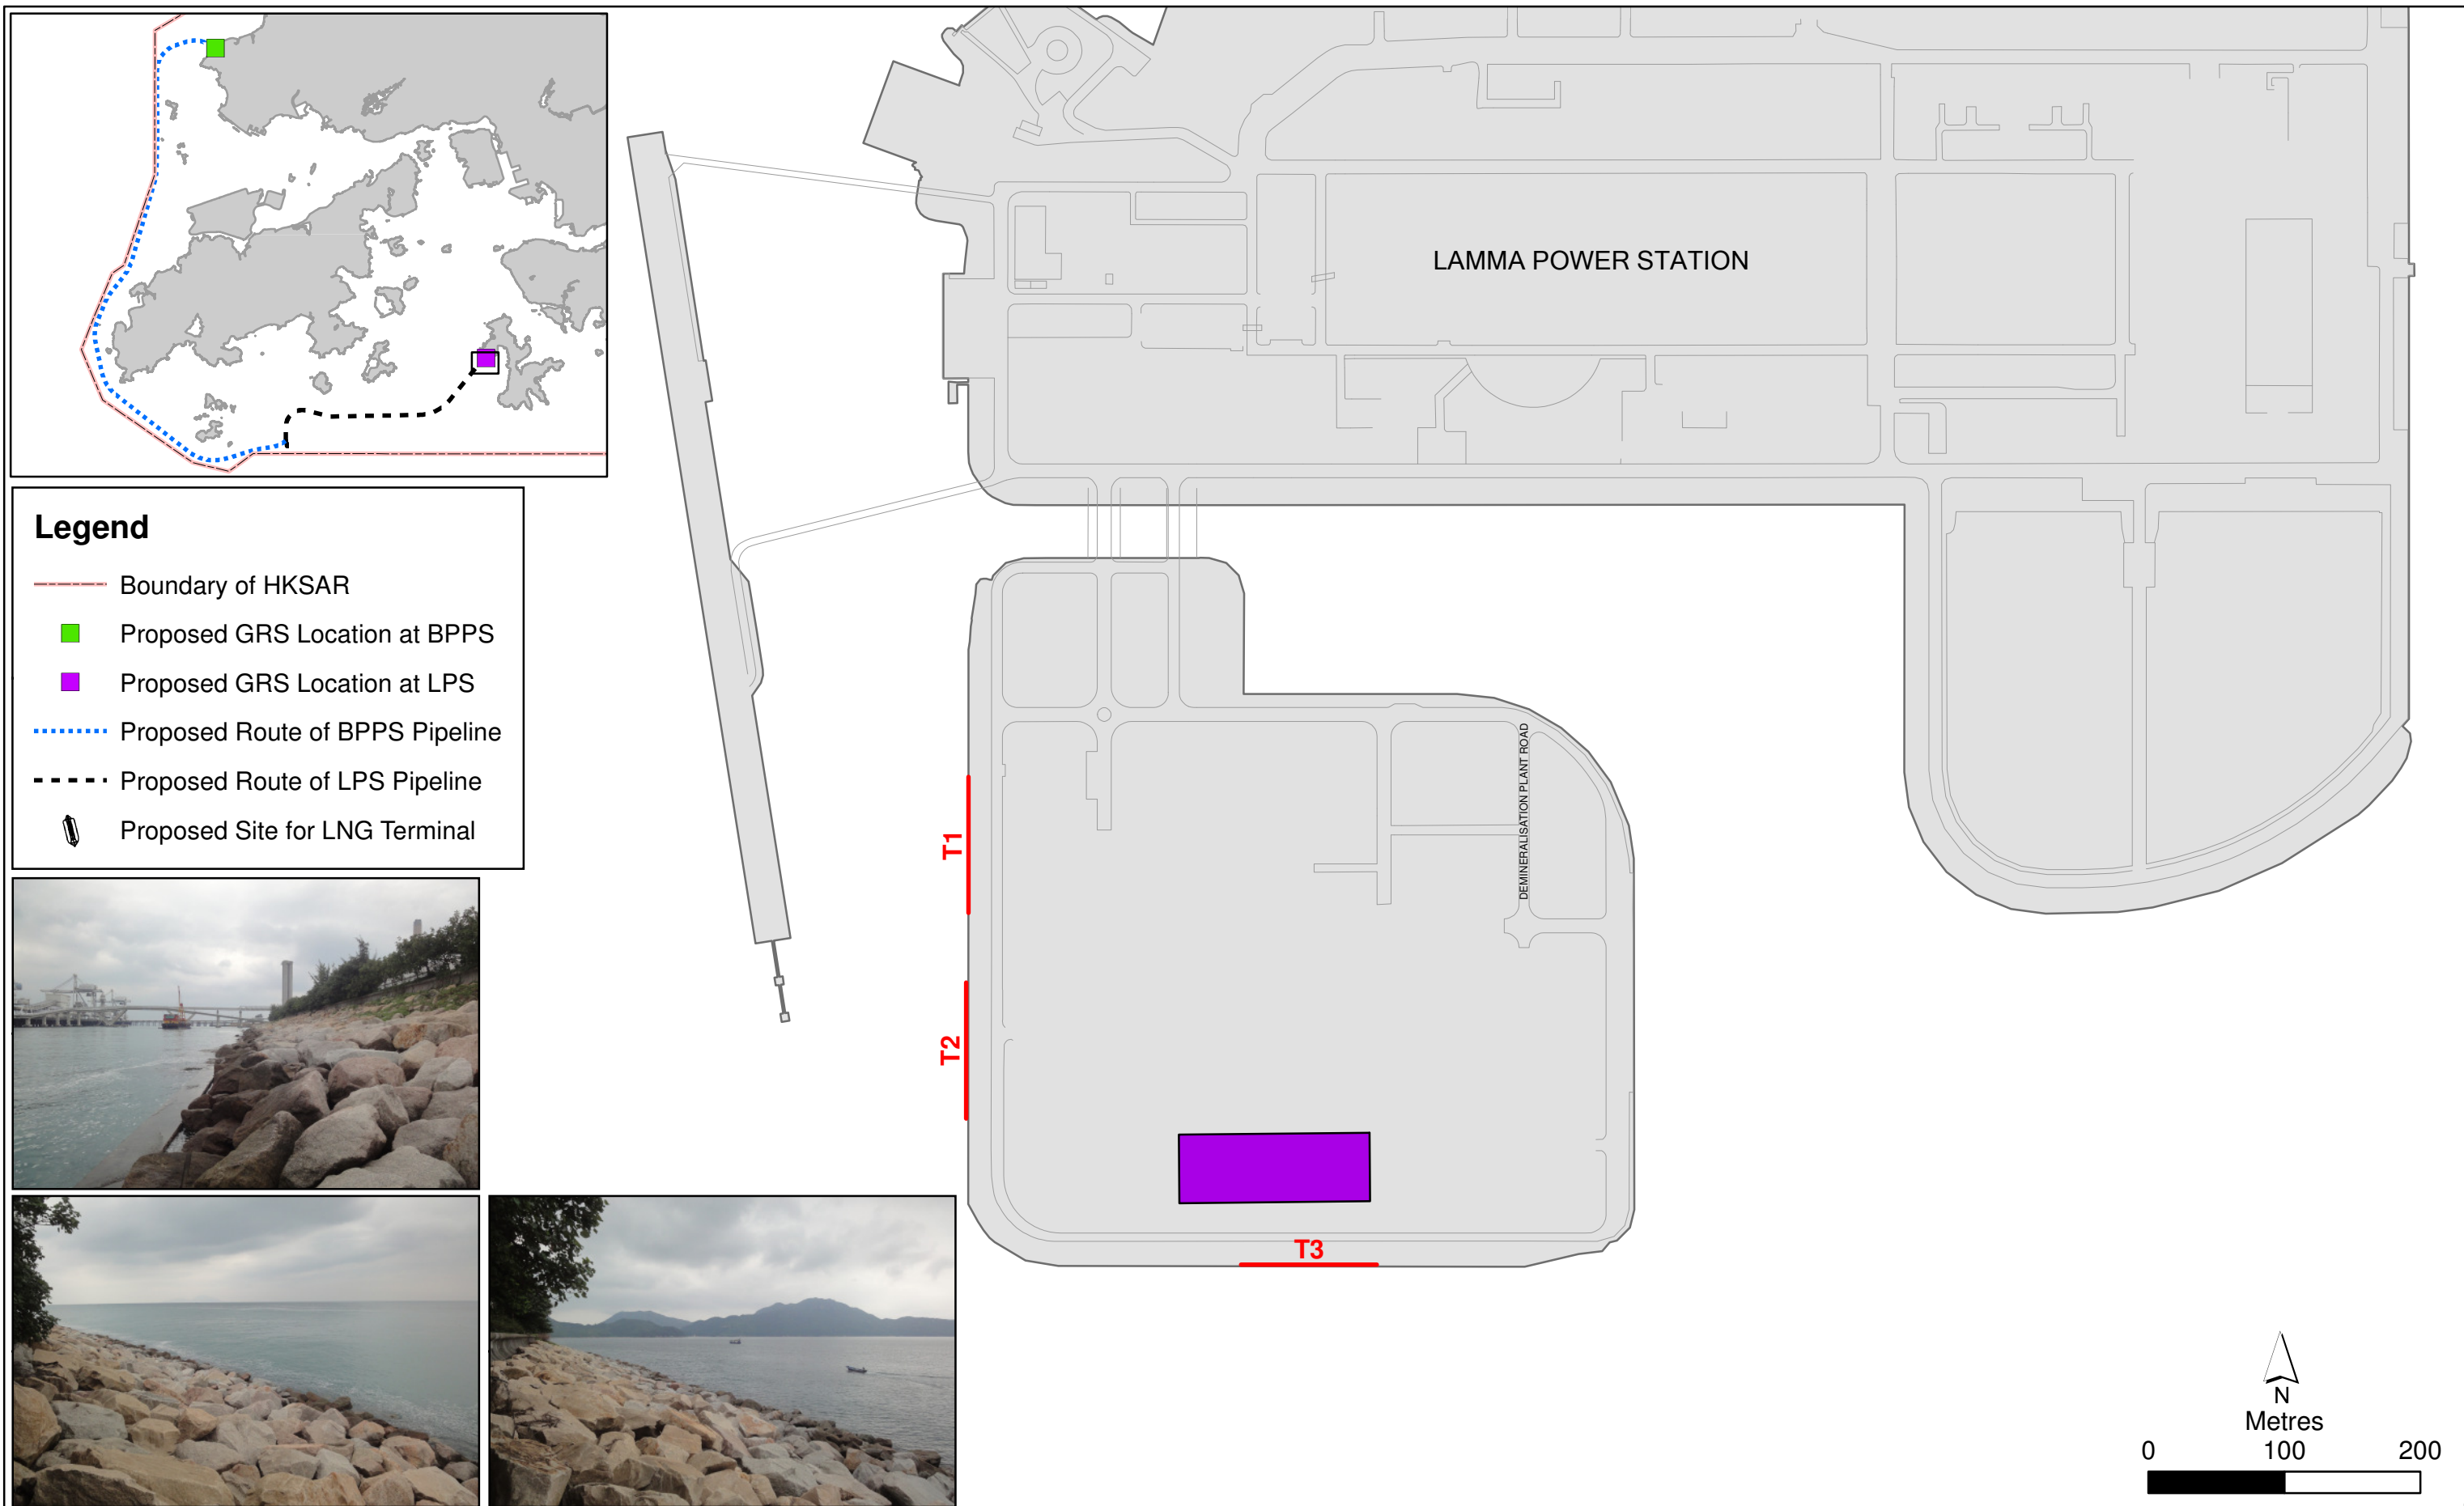 LAMMA POWER STATION
Legend
Boundary of HKSAR
Proposed GRS Location at BPPS
Proposed GRS Location at LPS
Proposed Route of BPPS Pipeline
Proposed Route of LPS Pipeline
Proposed Site for LNG Terminal
DEMINERALISATION PLANT ROAD
T1
T2
T3
N
Metres
0 100 200